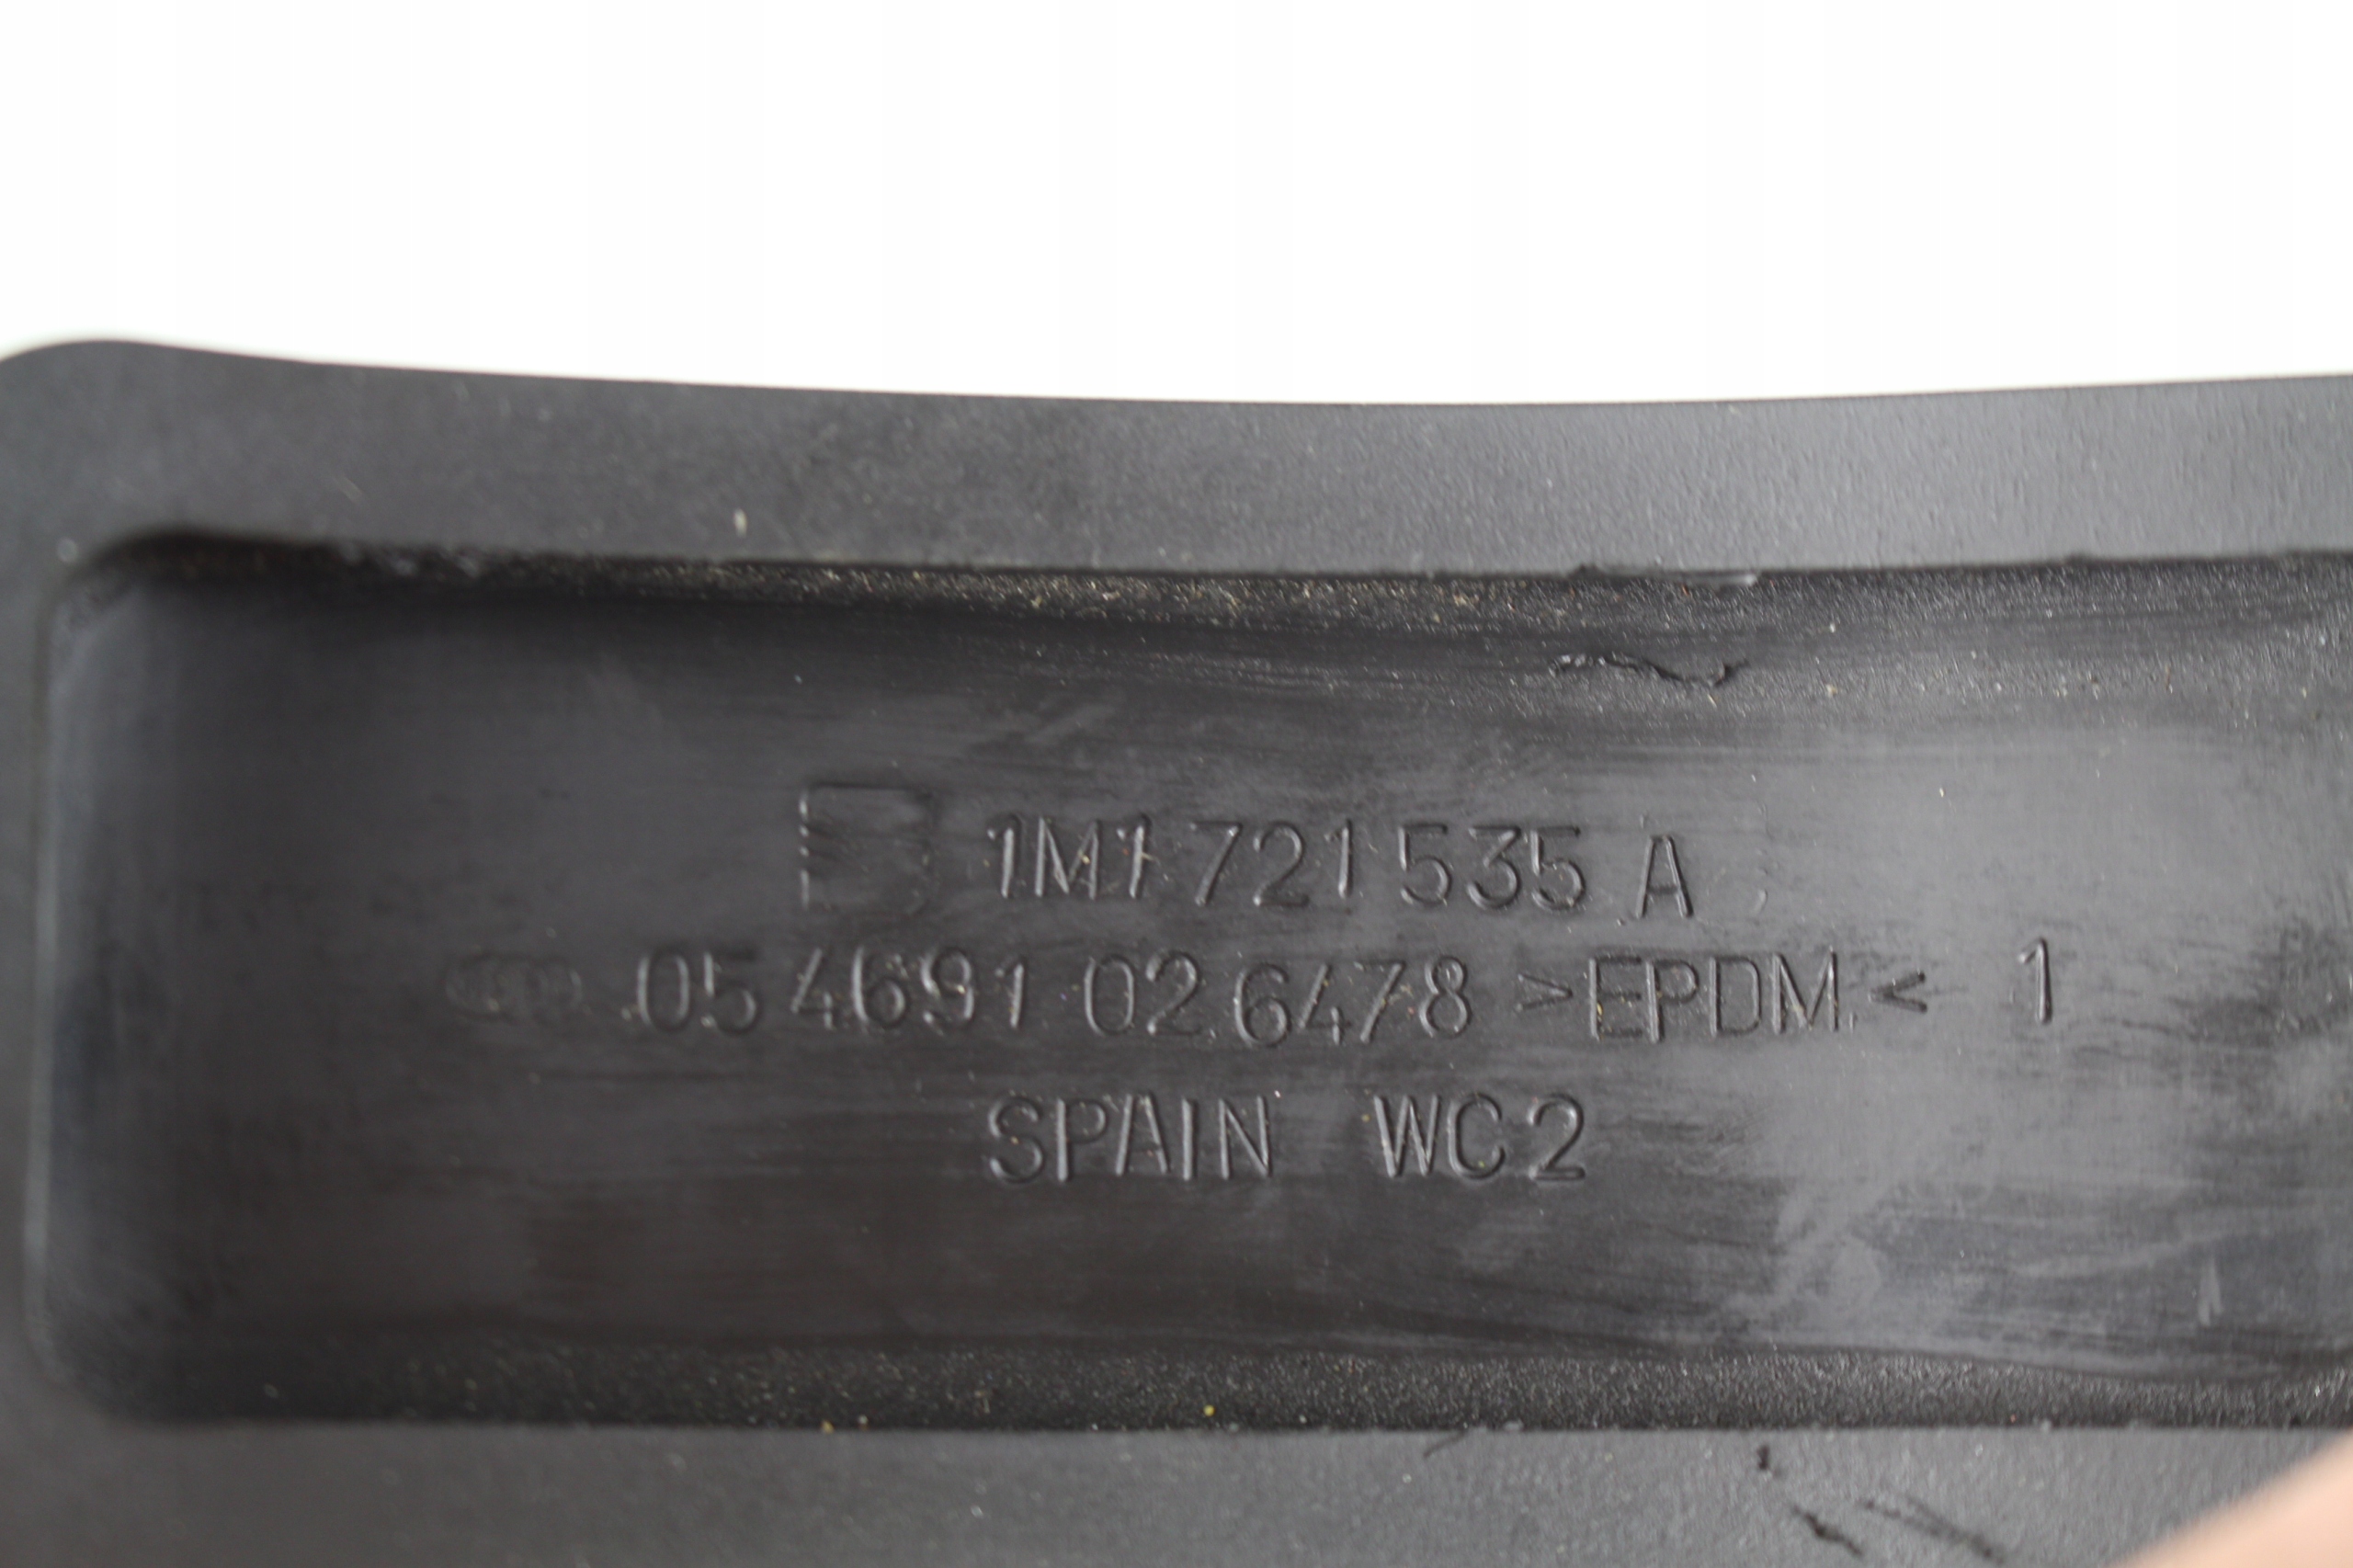 1M1 721 535 A
05 4691 02 6478 >EPDM< 1
SPAIN WC2